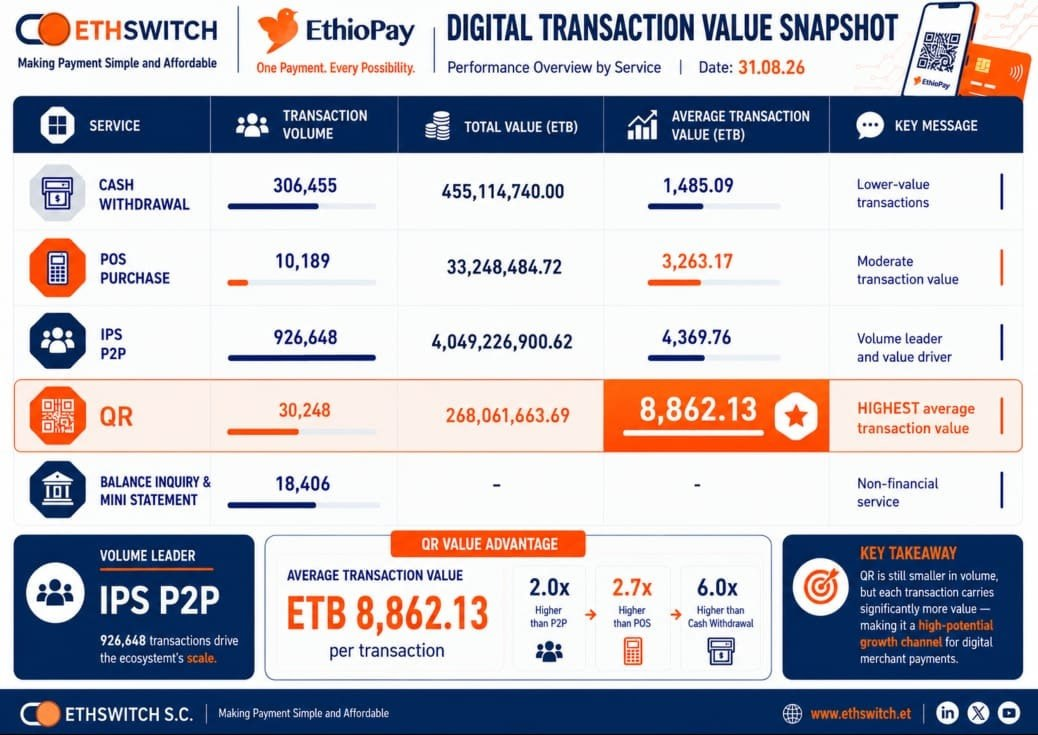 ETHSWITCH
Making Payment Simple and Affordable
EthioPay
One Payment. Every Possibility.
DIGITAL TRANSACTION VALUE SNAPSHOT
Performance Overview by Service | Date: 31.08.26
EthioPay
SERVICE
TRANSACTION
VOLUME
TOTAL VALUE (ETB)
AVERAGE TRANSACTION
VALUE (ETB)
KEY MESSAGE
CASH
WITHDRAWAL
306,455
455,114,740.00
1,485.09
Lower-value
transactions
POS
PURCHASE
10,189
33,248,484.72
3,263.17
Moderate
transaction value
IPS
P2P
926,648
4,049,226,900.62
4,369.76
Volume leader
and value driver
QR
30,248
268,061,663.69
8,862.13
HIGHEST average
transaction value
BALANCE INQUIRY &
MINI STATEMENT
18,406
-
-
Non-financial
service
VOLUME LEADER
IPS P2P
926,648 transactions drive
the ecosystemt's scale.
QR VALUE ADVANTAGE
AVERAGE TRANSACTION VALUE
ETB 8,862.13
per transaction
2.0x
Higher
than P2P
2.7x
Higher
than POS
6.0x
Higher than
Cash Withdrawal
KEY TAKEAWAY
QR is still smaller in volume,
but each transaction carries
significantly more value —
making it a high-potential
growth channel for digital
merchant payments.
ETHSWITCH S.C. | Making Payment Simple and Affordable
www.ethswitch.et